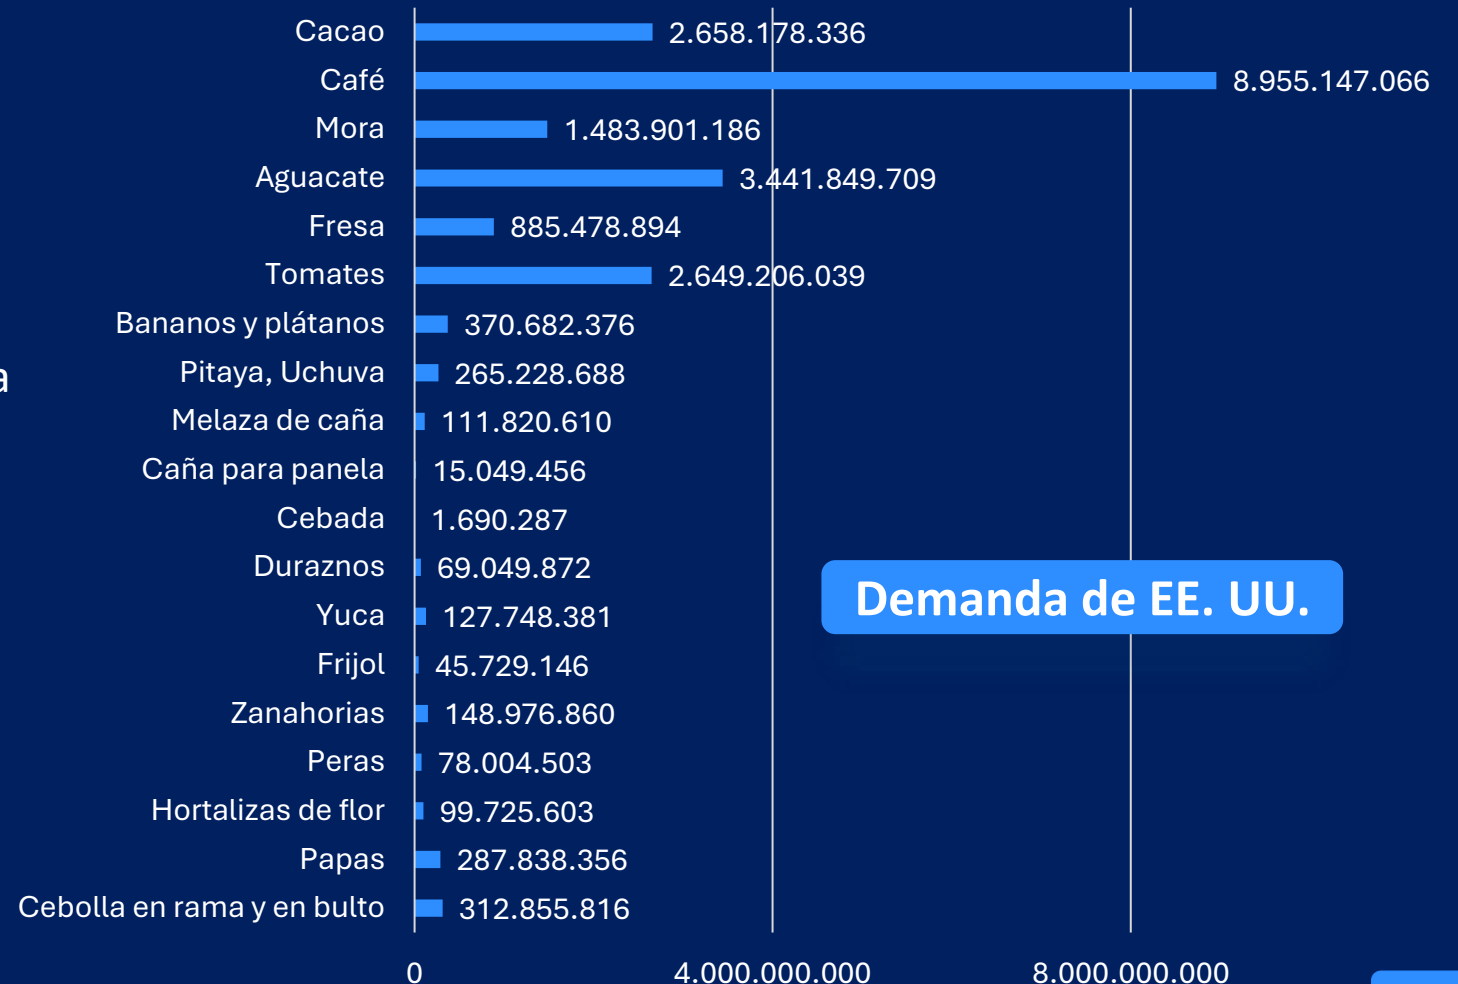 Cacao 2.658.178.336
Café 8.955.147.066
Mora 1.483.901.186
Aguacate 3.441.849.709
Fresa 885.478.894
Tomates 2.649.206.039
Bananos y plátanos 370.682.376
a
Pitaya, Uchuva 265.228.688
Melaza de caña 111.820.610
Caña para panela 15.049.456
Cebada 1.690.287
Duraznos 69.049.872
Demanda de EE. UU.
Yuca 127.748.381
Frijol 45.729.146
Zanahorias 148.976.860
Peras 78.004.503
Hortalizas de flor 99.725.603
Papas 287.838.356
Cebolla en rama y en bulto 312.855.816
0 4.000.000.000 8.000.000.000